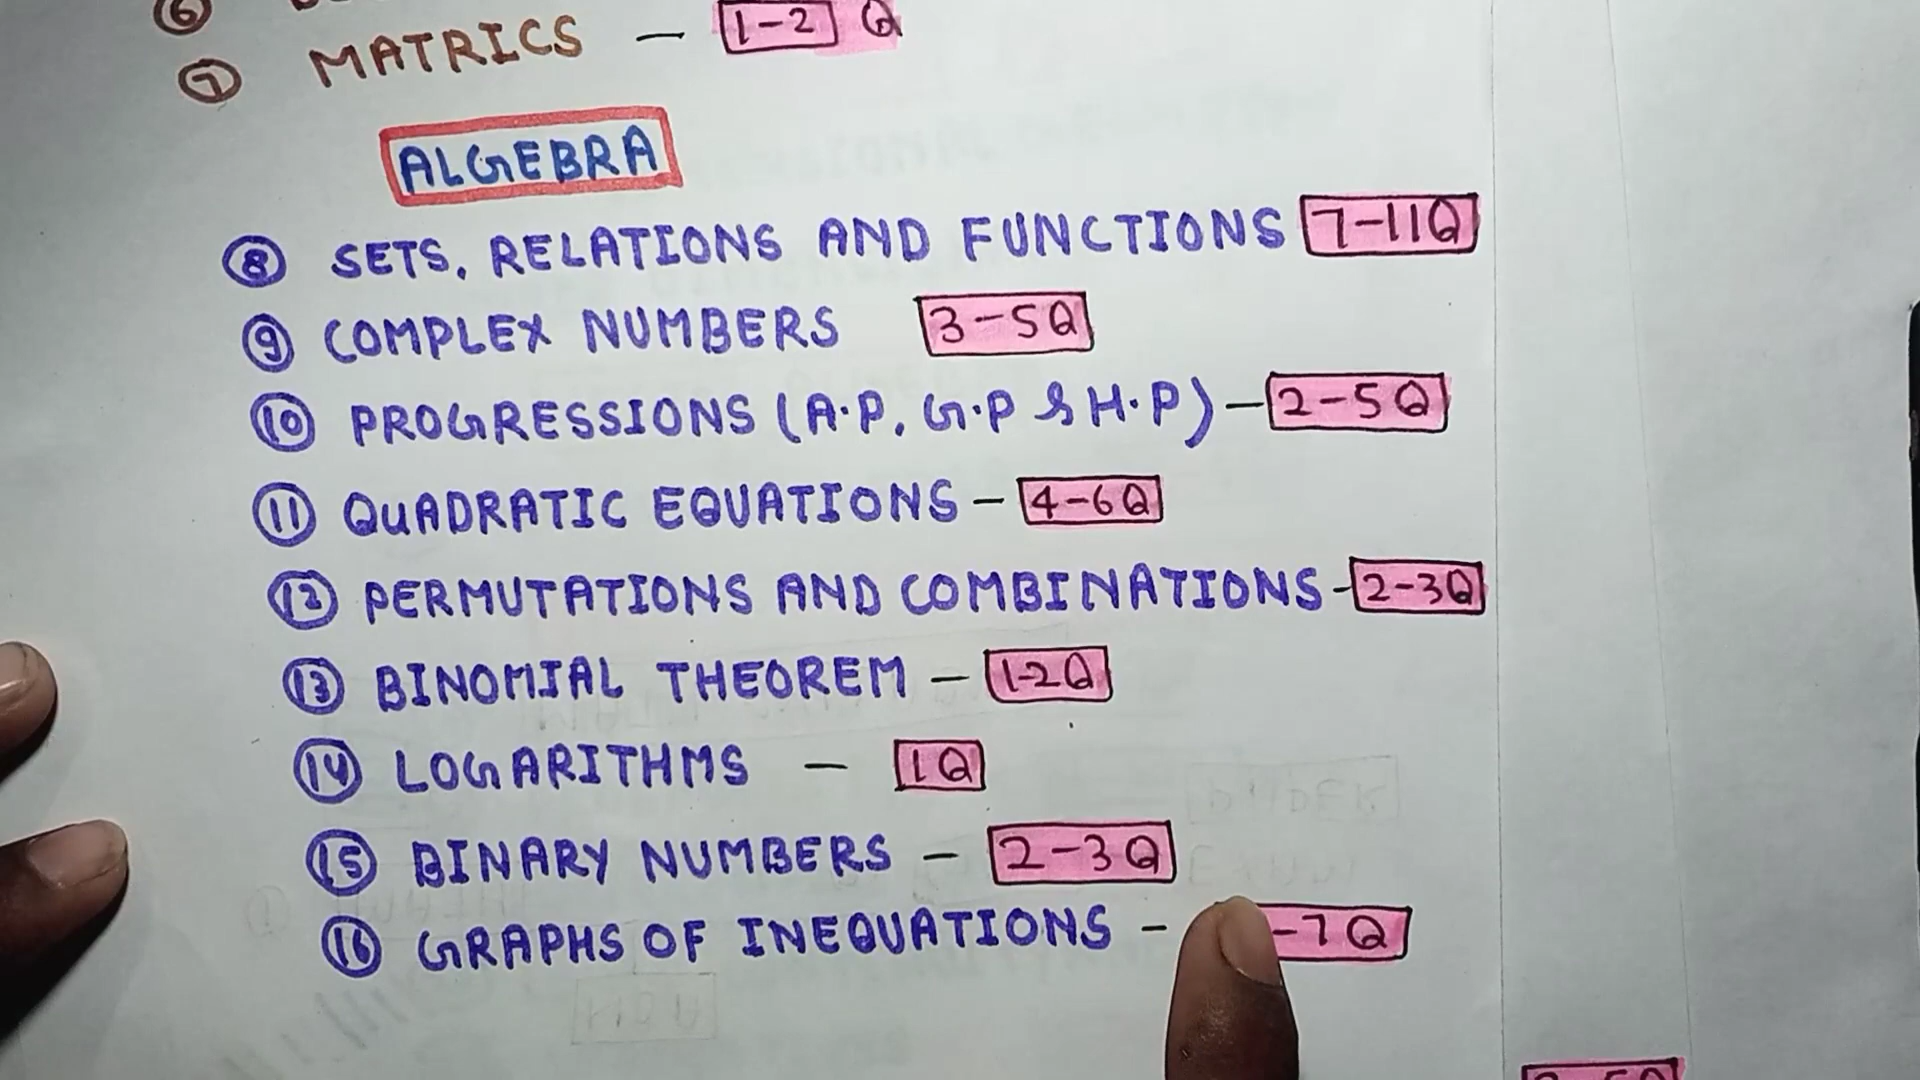 ⑥
⑦ MATRICS — 1-2 Q
ALGEBRA
⑧ SETS, RELATIONS AND FUNCTIONS 7-11Q
⑨ COMPLEX NUMBERS 3-5Q
⑩ PROGRESSIONS (A.P, G.P & H.P) - 2-5Q
⑪ QUADRATIC EQUATIONS - 4-6Q
⑫ PERMUTATIONS AND COMBINATIONS - 2-3Q
⑬ BINOMIAL THEOREM - 1-2Q
⑭ LOGARITHMS - 1Q
⑮ BINARY NUMBERS - 2-3Q
⑯ GRAPHS OF INEQUATIONS - -7Q